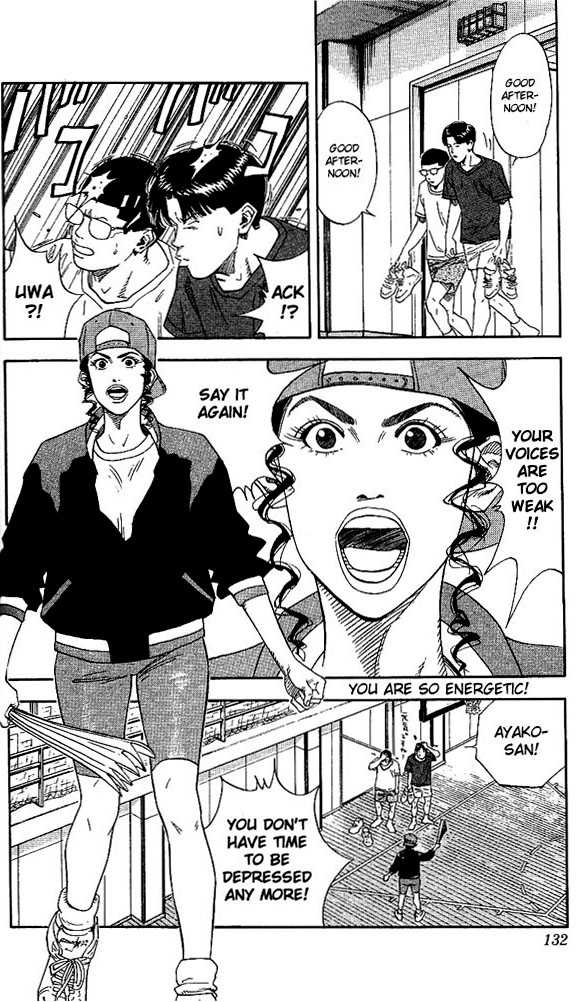 GOOD
AFTER-
NOON!
GOOD
AFTER-
NOON!
ACK
!?
UWA
?!
YOUR
VOICES
ARE
TOO
WEAK
!!
SAY IT
AGAIN!
YOU ARE SO ENERGETIC!
AYAKO-
SAN!
YOU DON'T
HAVE TIME
TO BE
DEPRESSED
ANY MORE!
132